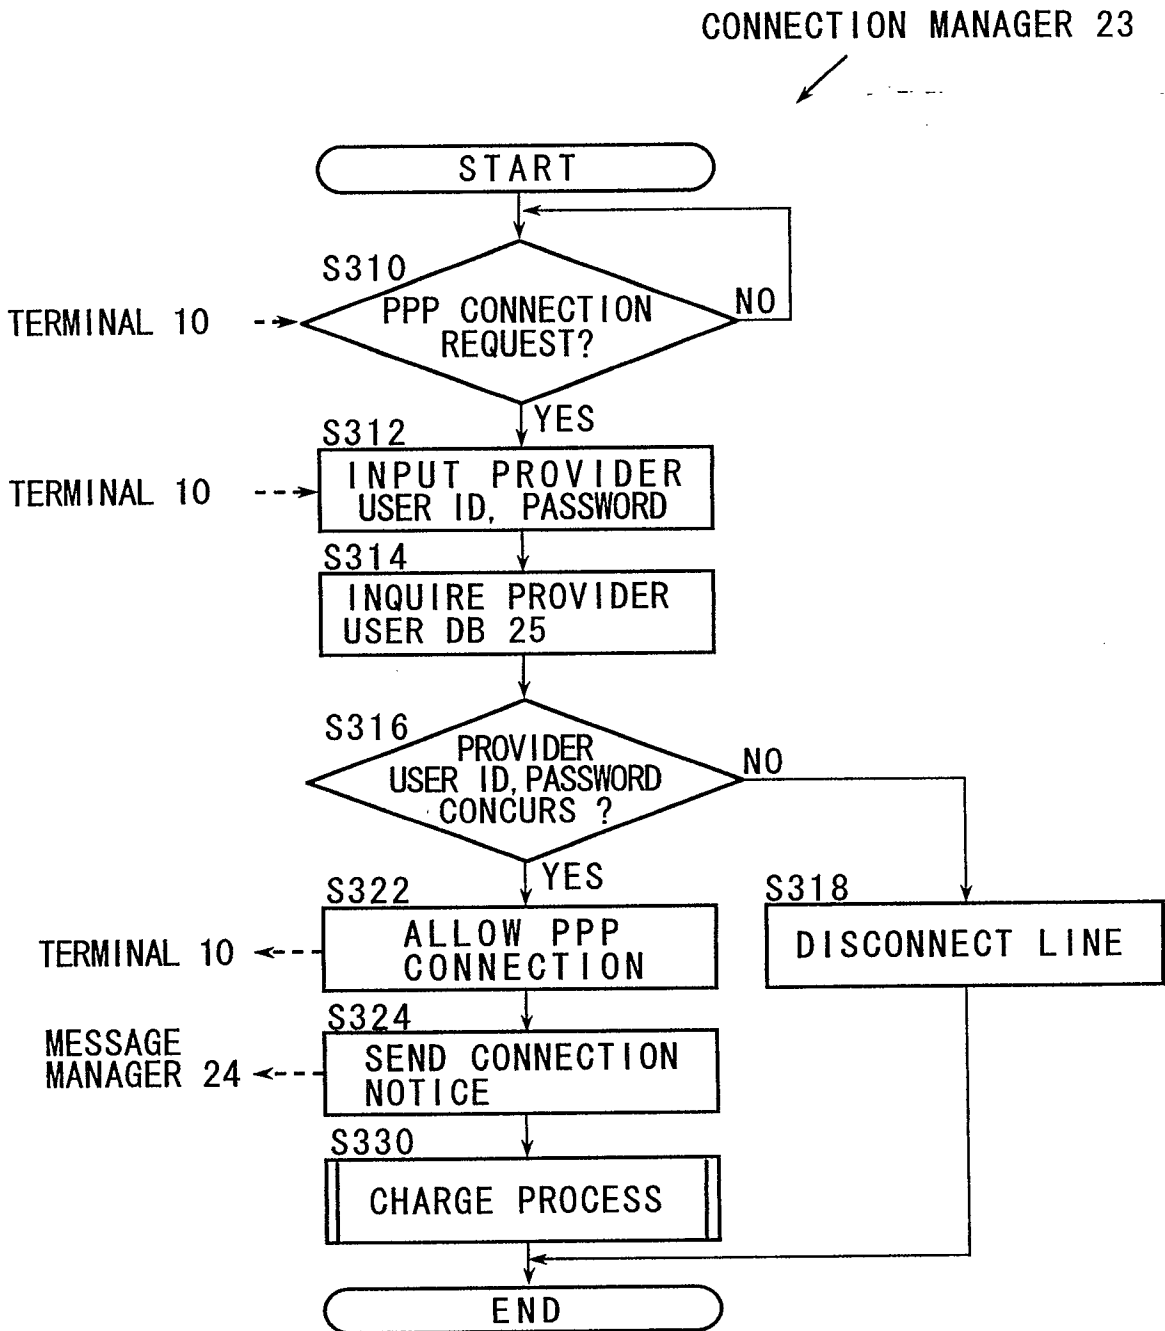 CONNECTION MANAGER 23
START
S310
PPP CONNECTION
REQUEST?
NO
TERMINAL 10
YES
S312
INPUT PROVIDER
USER ID, PASSWORD
TERMINAL 10
S314
INQUIRE PROVIDER
USER DB 25
S316
PROVIDER
USER ID, PASSWORD
CONCURS ?
NO
YES
S322
ALLOW PPP
CONNECTION
TERMINAL 10
S318
DISCONNECT LINE
S324
SEND CONNECTION
NOTICE
MESSAGE
MANAGER 24
S330
CHARGE PROCESS
END